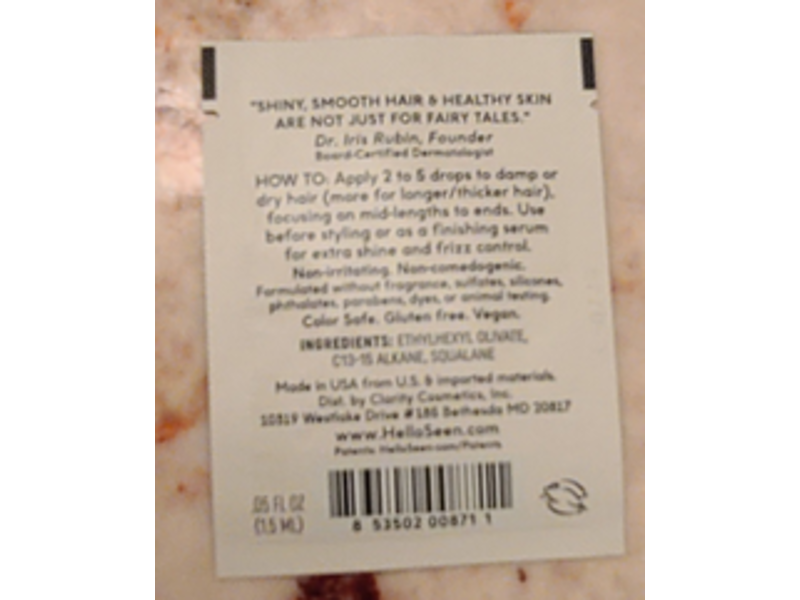 "SHINY, SMOOTH HAIR & HEALTHY SKIN
ARE NOT JUST FOR FAIRY TALES."
Dr. Iris Rubin, Founder
Board-Certified Dermatologist
HOW TO: Apply 2 to 5 drops to damp or
dry hair (more for longer/thicker hair),
focusing on mid-lengths to ends. Use
before styling or as a finishing serum
for extra shine and frizz control.
Non-irritating. Non-comedogenic.
Formulated without fragrance, sulfates, silicones,
phthalates, parabens, dyes, or animal testing.
Color Safe. Gluten free. Vegan.
INGREDIENTS: ETHYLHEXYL OLIVATE,
C13-15 ALKANE, SQUALANE
Made in USA from U.S. & imported materials.
Dist. by Clarity Cosmetics, Inc.
10819 Westlake Drive #186 Bethesda MD 20817
www.HelloSeen.com
Patents: HelloSeen.com/Patents
.05 FL OZ
(1.5 ML)
8 53502 00871 1